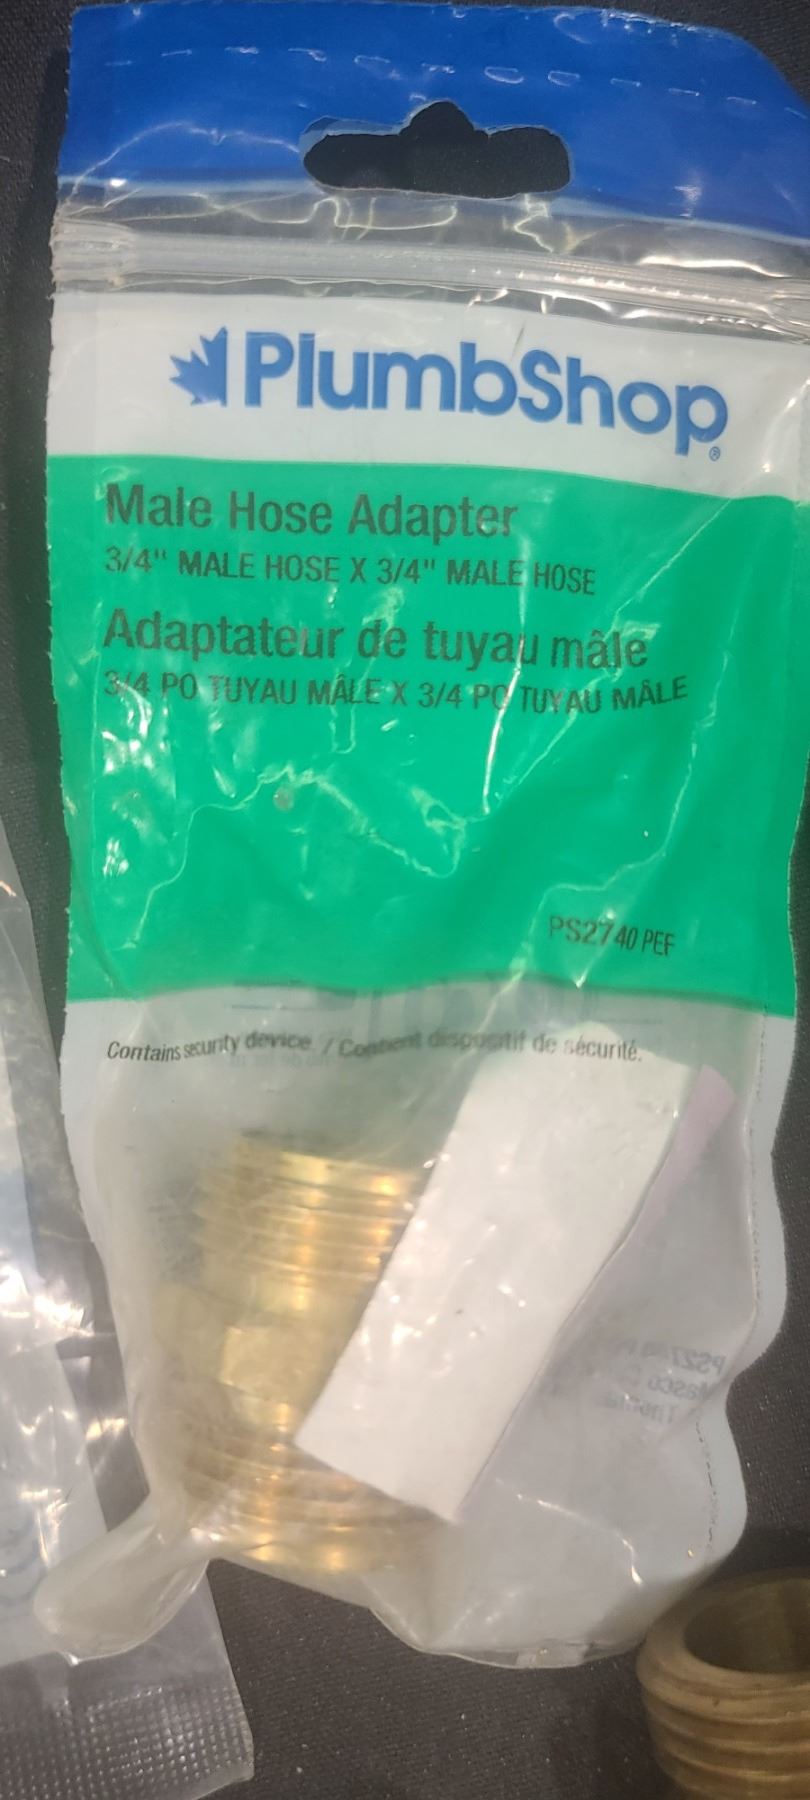 PlumbShop®
Male Hose Adapter
3/4" MALE HOSE X 3/4" MALE HOSE
Adaptateur de tuyau mâle
3/4 PO TUYAU MÂLE X 3/4 PO TUYAU MÂLE
PS2740 PEF
Contains security device. / Contient dispositif de sécurité.